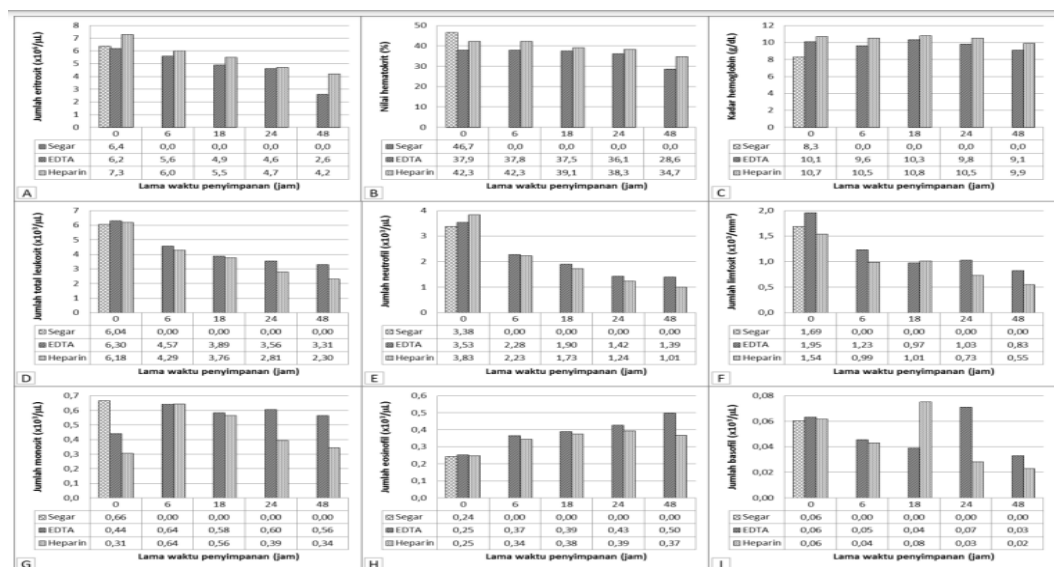 Jumlah eritrosit (x10⁶/µL)
8
7
6
5
4
3
2
1
0
0 6 18 24 48
Segar 6,4 0,0 0,0 0,0 0,0
EDTA 6,2 5,6 4,9 4,6 2,6
Heparin 7,3 6,0 5,5 4,7 4,2
A Lama waktu penyimpanan (jam)
Nilai hematokrit (%)
50
40
30
20
10
0
0 6 18 24 48
Segar 46,7 0,0 0,0 0,0 0,0
EDTA 37,9 37,8 37,5 36,1 28,6
Heparin 42,3 42,3 39,1 38,3 34,7
B Lama waktu penyimpanan (jam)
Kadar hemoglobin (g/dL)
12
10
8
6
4
2
0
0 6 18 24 48
Segar 8,3 0,0 0,0 0,0 0,0
EDTA 10,1 9,6 10,3 9,8 9,1
Heparin 10,7 10,5 10,8 10,5 9,9
C Lama waktu penyimpanan (jam)
Jumlah total leukosit (x10³/µL)
7
6
5
4
3
2
1
0
0 6 18 24 48
Segar 6,04 0,00 0,00 0,00 0,00
EDTA 6,30 4,57 3,89 3,56 3,31
Heparin 6,18 4,29 3,76 2,81 2,30
D Lama waktu penyimpanan (jam)
Jumlah neutrofil (x10³/µL)
4
3
2
1
0
0 6 18 24 48
Segar 3,38 0,00 0,00 0,00 0,00
EDTA 3,53 2,28 1,90 1,42 1,39
Heparin 3,83 2,23 1,73 1,24 1,01
E Lama waktu penyimpanan (jam)
Jumlah limfosit (x10³/mm³)
2,0
1,5
1,0
0,5
0,0
0 6 18 24 48
Segar 1,69 0,00 0,00 0,00 0,00
EDTA 1,95 1,23 0,97 1,03 0,83
Heparin 1,54 0,99 1,01 0,73 0,55
F Lama waktu penyimpanan (jam)
Jumlah monosit (x10³/µL)
0,7
0,6
0,5
0,4
0,3
0,2
0,1
0,0
0 6 18 24 48
Segar 0,66 0,00 0,00 0,00 0,00
EDTA 0,44 0,64 0,58 0,60 0,56
Heparin 0,31 0,64 0,56 0,39 0,34
G Lama waktu penyimpanan (jam)
Jumlah eosinofil (x10³/µL)
0,6
0,5
0,4
0,3
0,2
0,1
0,0
0 6 18 24 48
Segar 0,24 0,00 0,00 0,00 0,00
EDTA 0,25 0,37 0,39 0,43 0,50
Heparin 0,25 0,34 0,38 0,39 0,37
H Lama waktu penyimpanan (jam)
Jumlah basofil (x10³/µL)
0,08
0,06
0,04
0,02
0,00
0 6 18 24 48
Segar 0,06 0,00 0,00 0,00 0,00
EDTA 0,06 0,05 0,04 0,07 0,03
Heparin 0,06 0,04 0,08 0,03 0,02
I Lama waktu penyimpanan (jam)